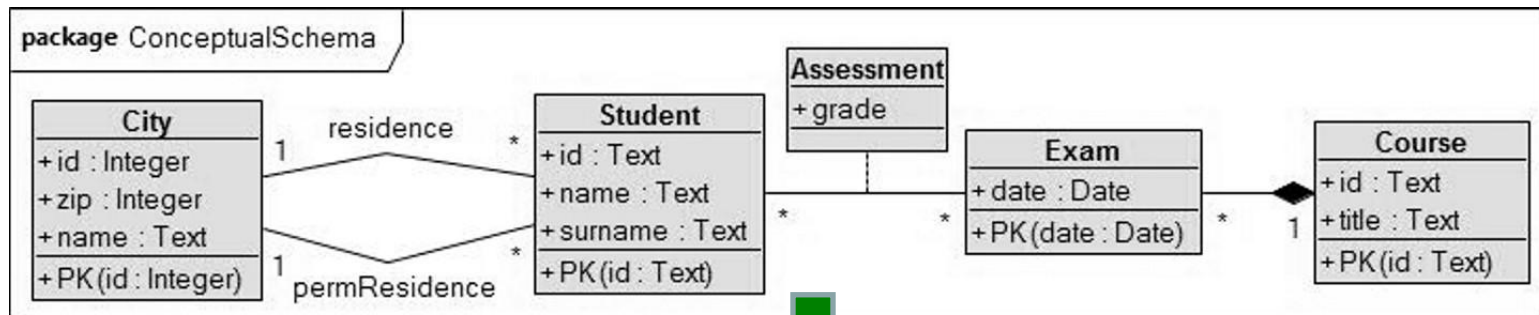 package ConceptualSchema
City
+ id : Integer
+ zip : Integer
+ name : Text
+ PK(id : Integer)
1
residence
*
1
permResidence
*
Student
+ id : Text
+ name : Text
+ surname : Text
+ PK(id : Text)
*
Assessment
+ grade
*
Exam
+ date : Date
+ PK(date : Date)
*
1
Course
+ id : Text
+ title : Text
+ PK(id : Text)